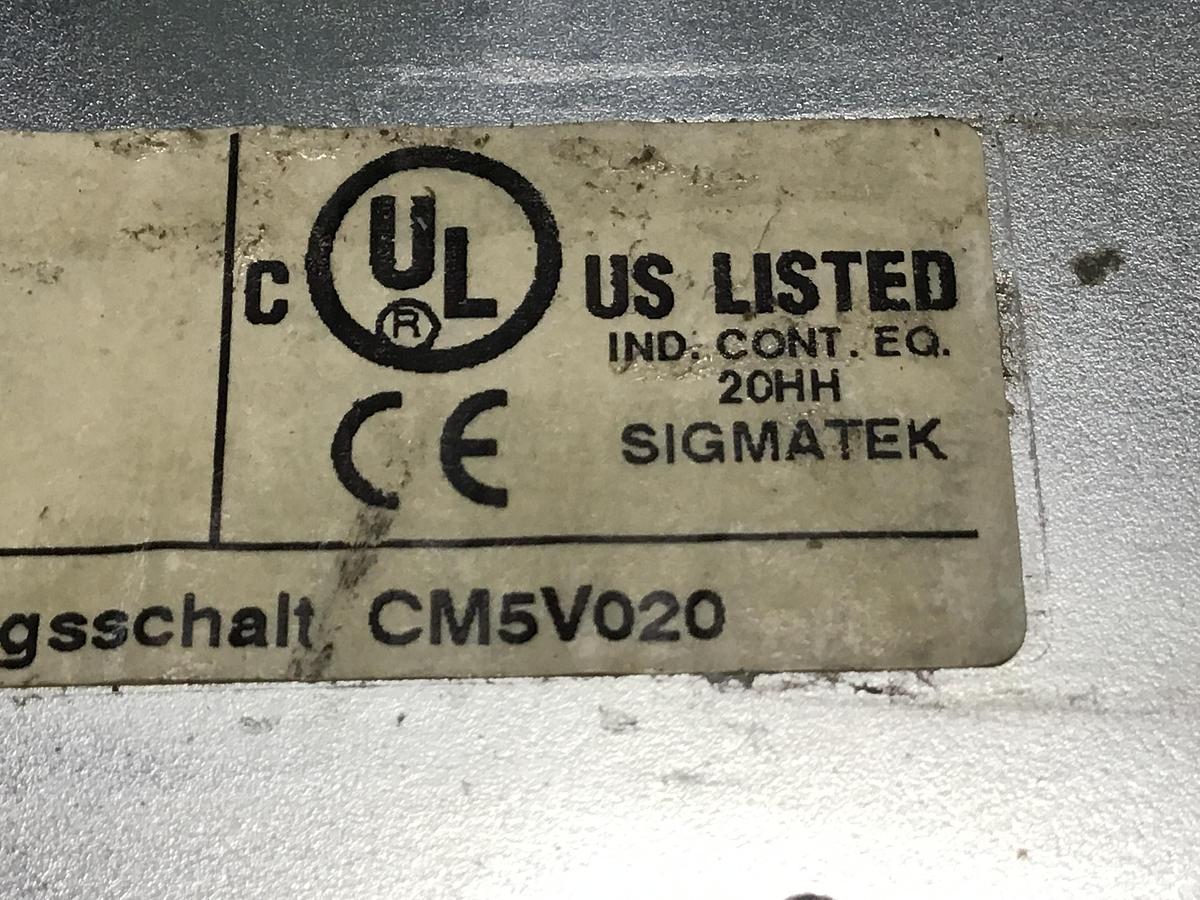 C UL ® US LISTED
IND. CONT. EQ.
20HH
CE SIGMATEK
gsschalt CM5V020